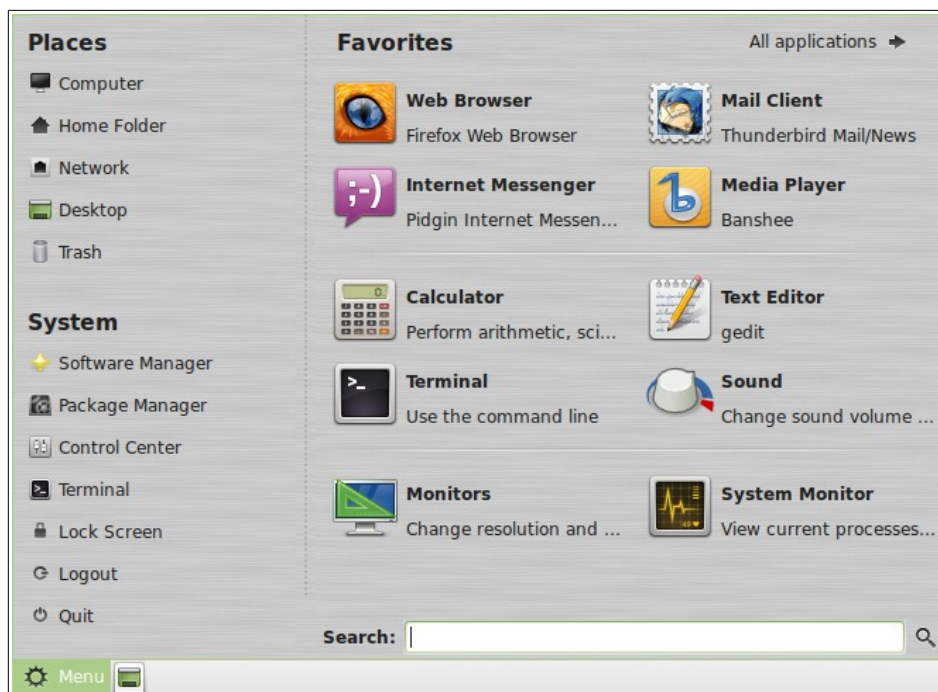 Places
Computer
Home Folder
Network
Desktop
Trash
System
Software Manager
Package Manager
Control Center
Terminal
Lock Screen
Logout
Quit
Favorites
All applications
Web Browser
Firefox Web Browser
Mail Client
Thunderbird Mail/News
;-)
Internet Messenger
Pidgin Internet Messen...
Media Player
Banshee
0.
Calculator
Perform arithmetic, sci...
Text Editor
gedit
>_
Terminal
Use the command line
Sound
Change sound volume ...
Monitors
Change resolution and ...
System Monitor
View current processes...
Search:
Menu